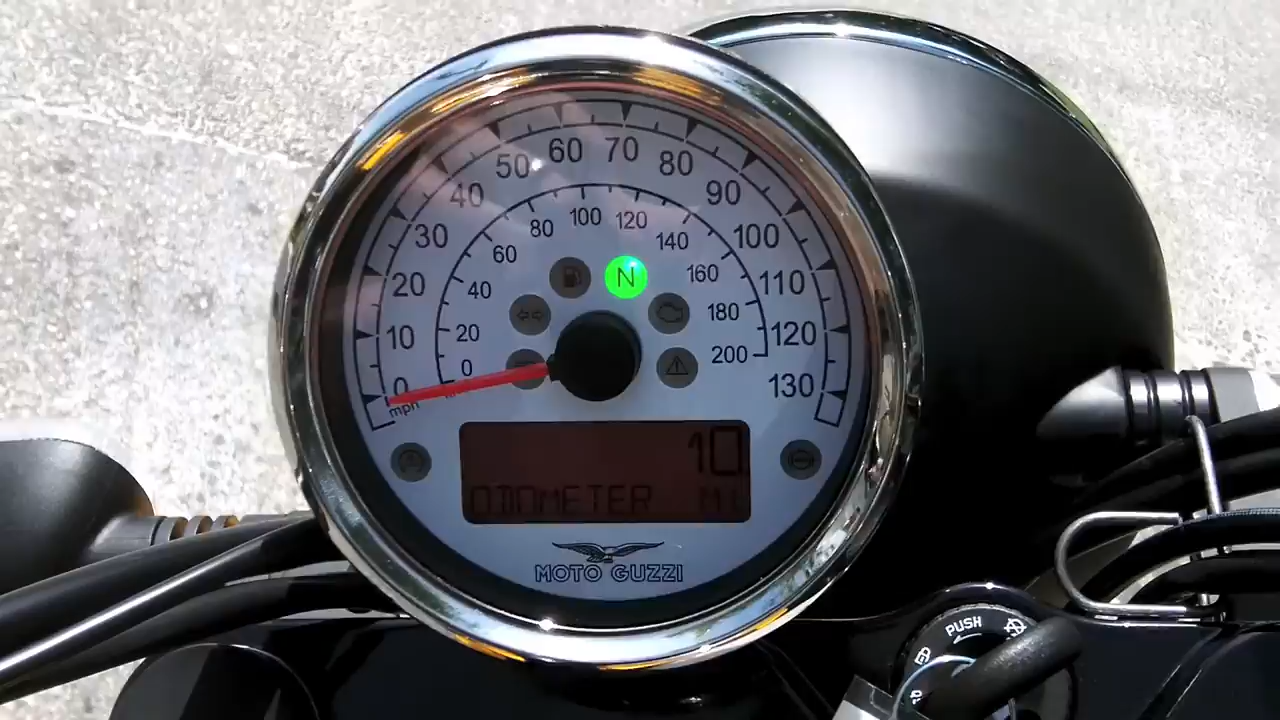 0 10 20 30 40 50 60 70 80 90 100 110 120 130
mph
0 20 40 60 80 100 120 140 160 180 200
N
10
ODOMETER MI
MOTO GUZZI
PUSH